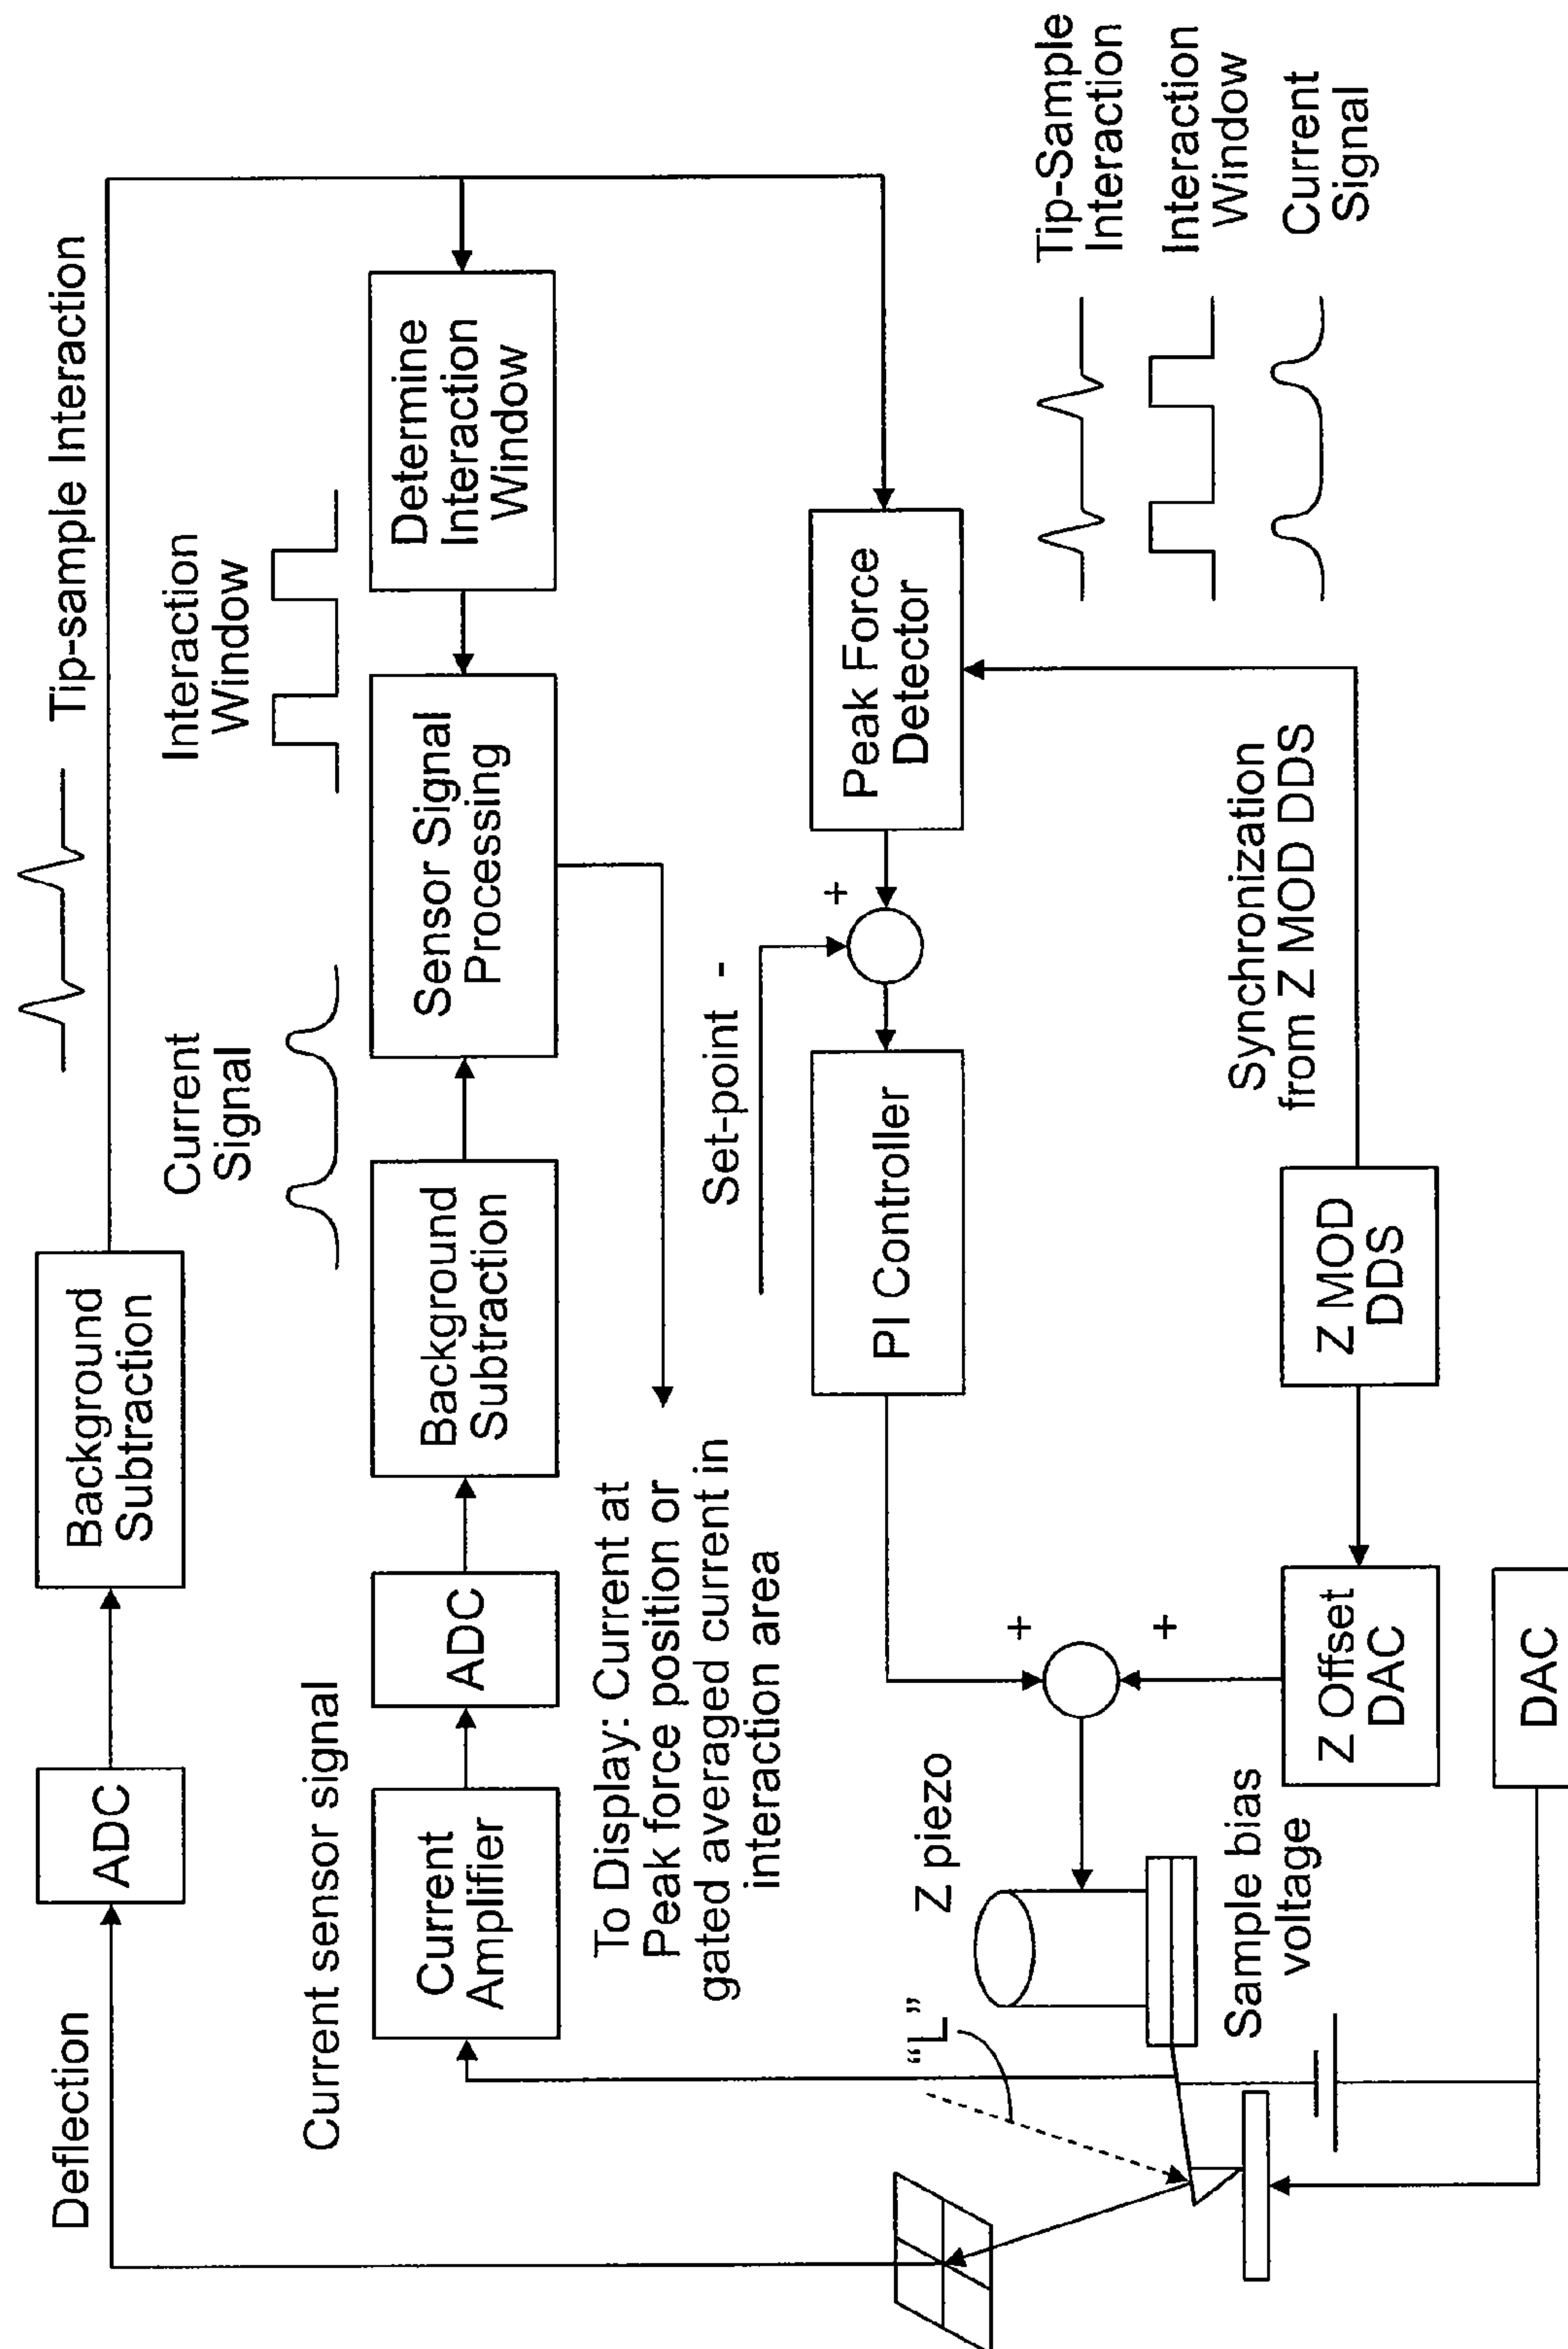 Deflection
ADC
Background
Subtraction
Tip-sample Interaction
Current sensor signal
Current
Amplifier
ADC
Background
Subtraction
Current
Signal
Sensor Signal
Processing
Interaction
Window
Determine
Interaction
Window
To Display: Current at
Peak force position or
gated averaged current in
interaction area
Set-point -
"L"
Z piezo
+
+
PI Controller
+
Peak Force
Detector
Sample bias
voltage
Z Offset
DAC
Z MOD
DDS
Synchronization
from Z MOD DDS
DAC
Tip-Sample
Interaction
Interaction
Window
Current
Signal